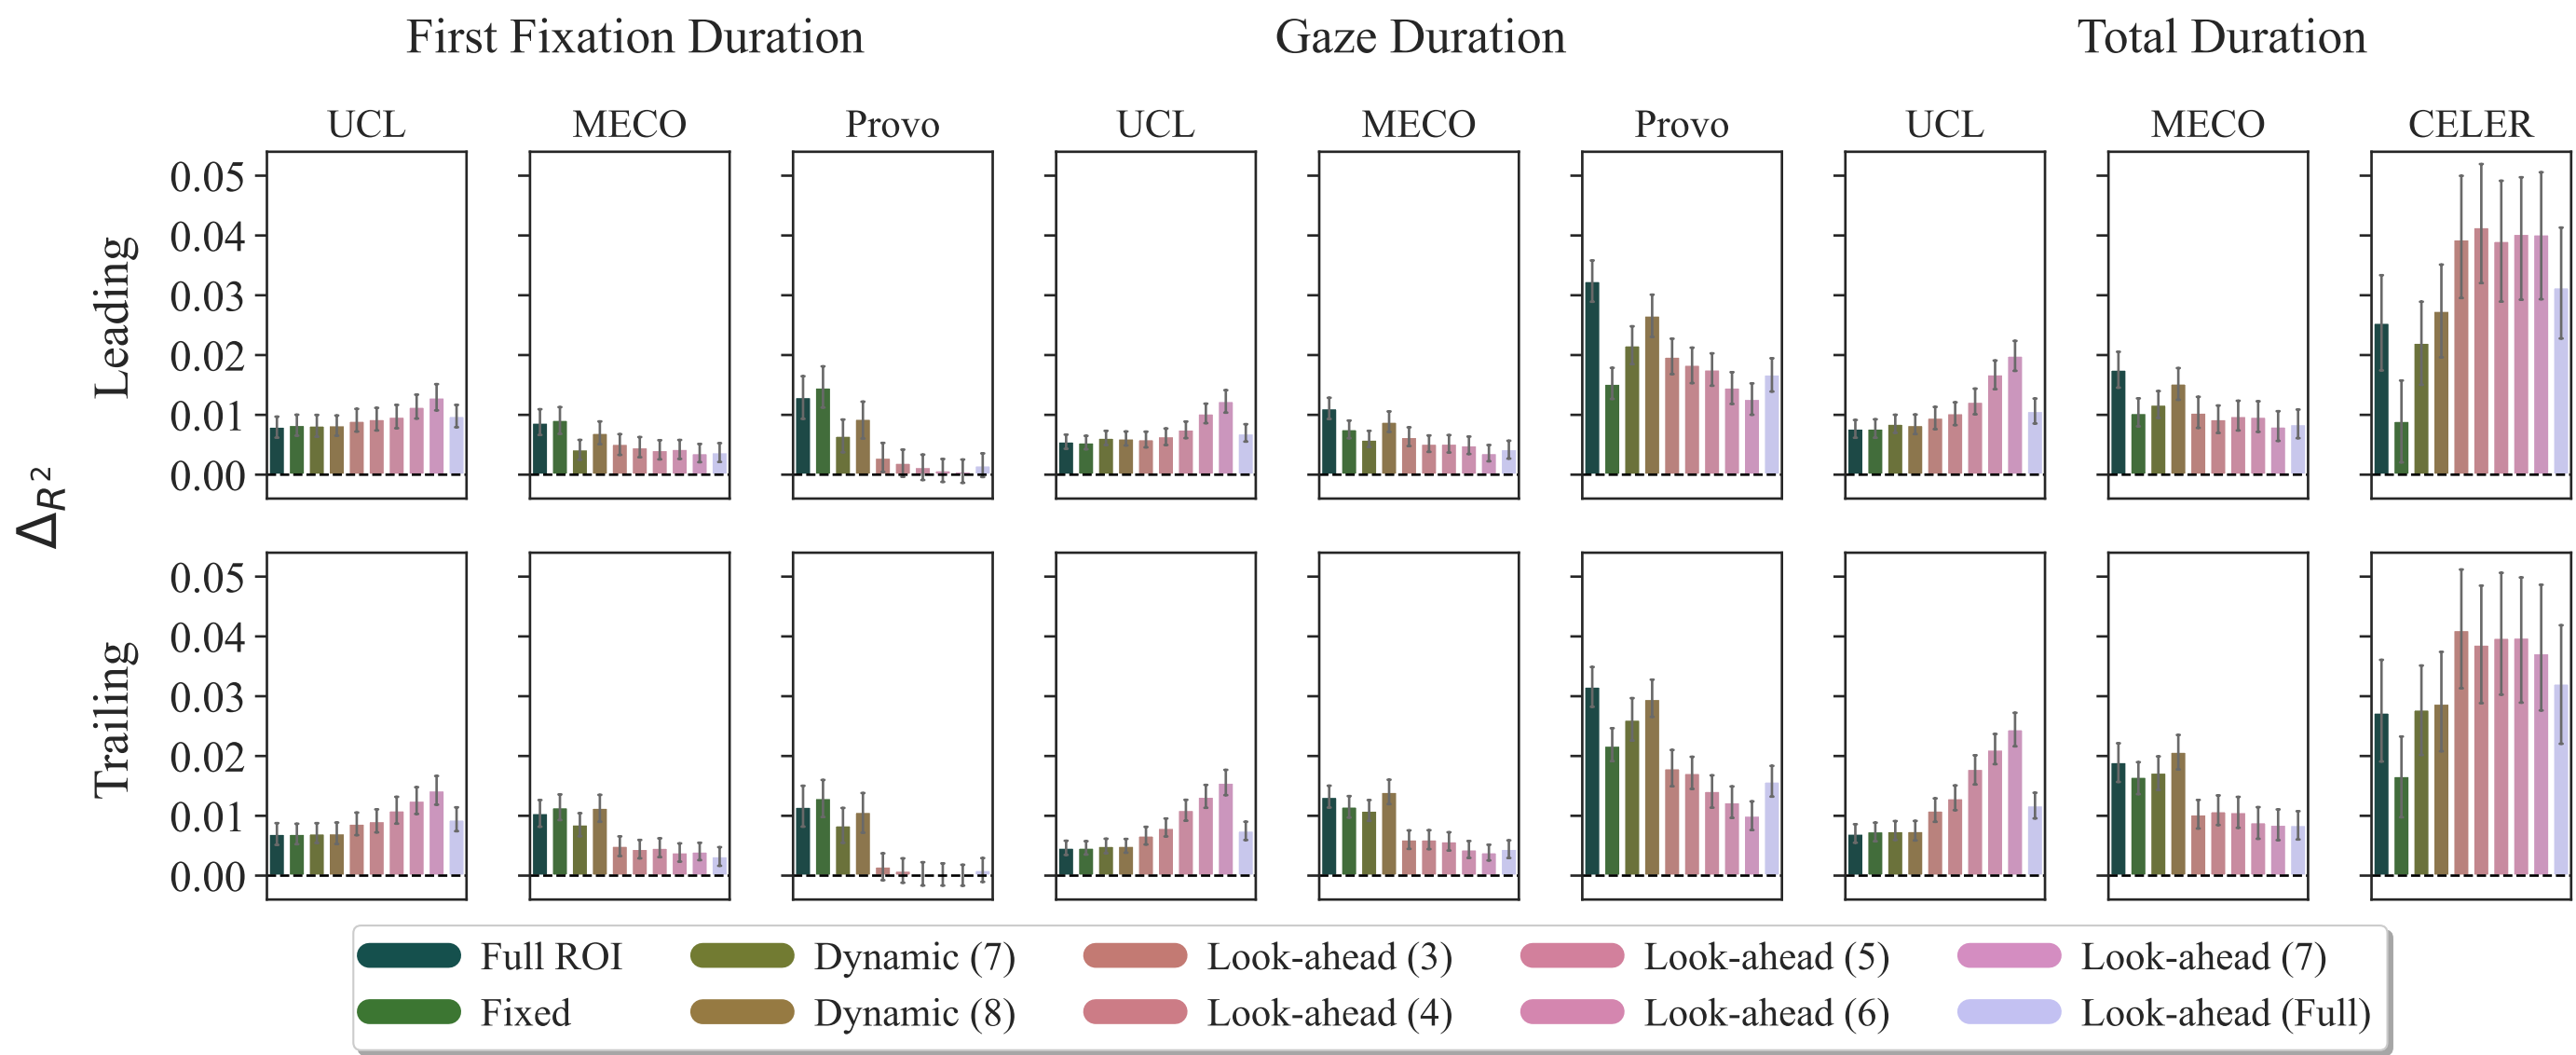 First Fixation Duration Gaze Duration Total Duration
UCL MECO Provo UCL MECO Provo UCL MECO CELER
Leading
0.05
0.04
0.03
0.02
0.01
0.00
Δ_R²
Trailing
0.05
0.04
0.03
0.02
0.01
0.00
Full ROI Dynamic (7) Look-ahead (3) Look-ahead (5) Look-ahead (7)
Fixed Dynamic (8) Look-ahead (4) Look-ahead (6) Look-ahead (Full)